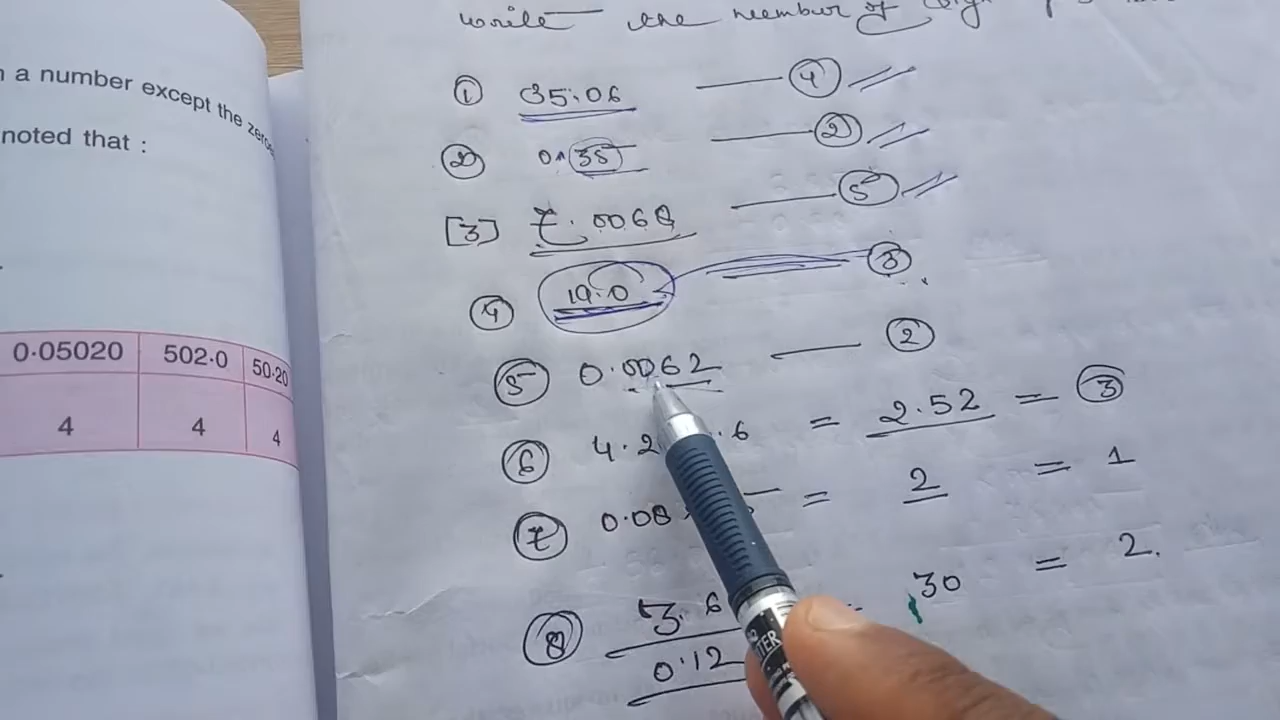 a number except the zeros
noted that :
0·05020 502·0 50·20
4 4 4
write the number of
① 35.06 —— ④
② 0.35 —— ②
[3] 7.0068 —— ⑤
④ 19.0 —— ③
⑤ 0.0062 —— ②
⑥ 4.2 .6 = 2.52 = ③
⑦ 0.08 = 2 = 1
⑧ 3.6 = 30 = 2.
0.12